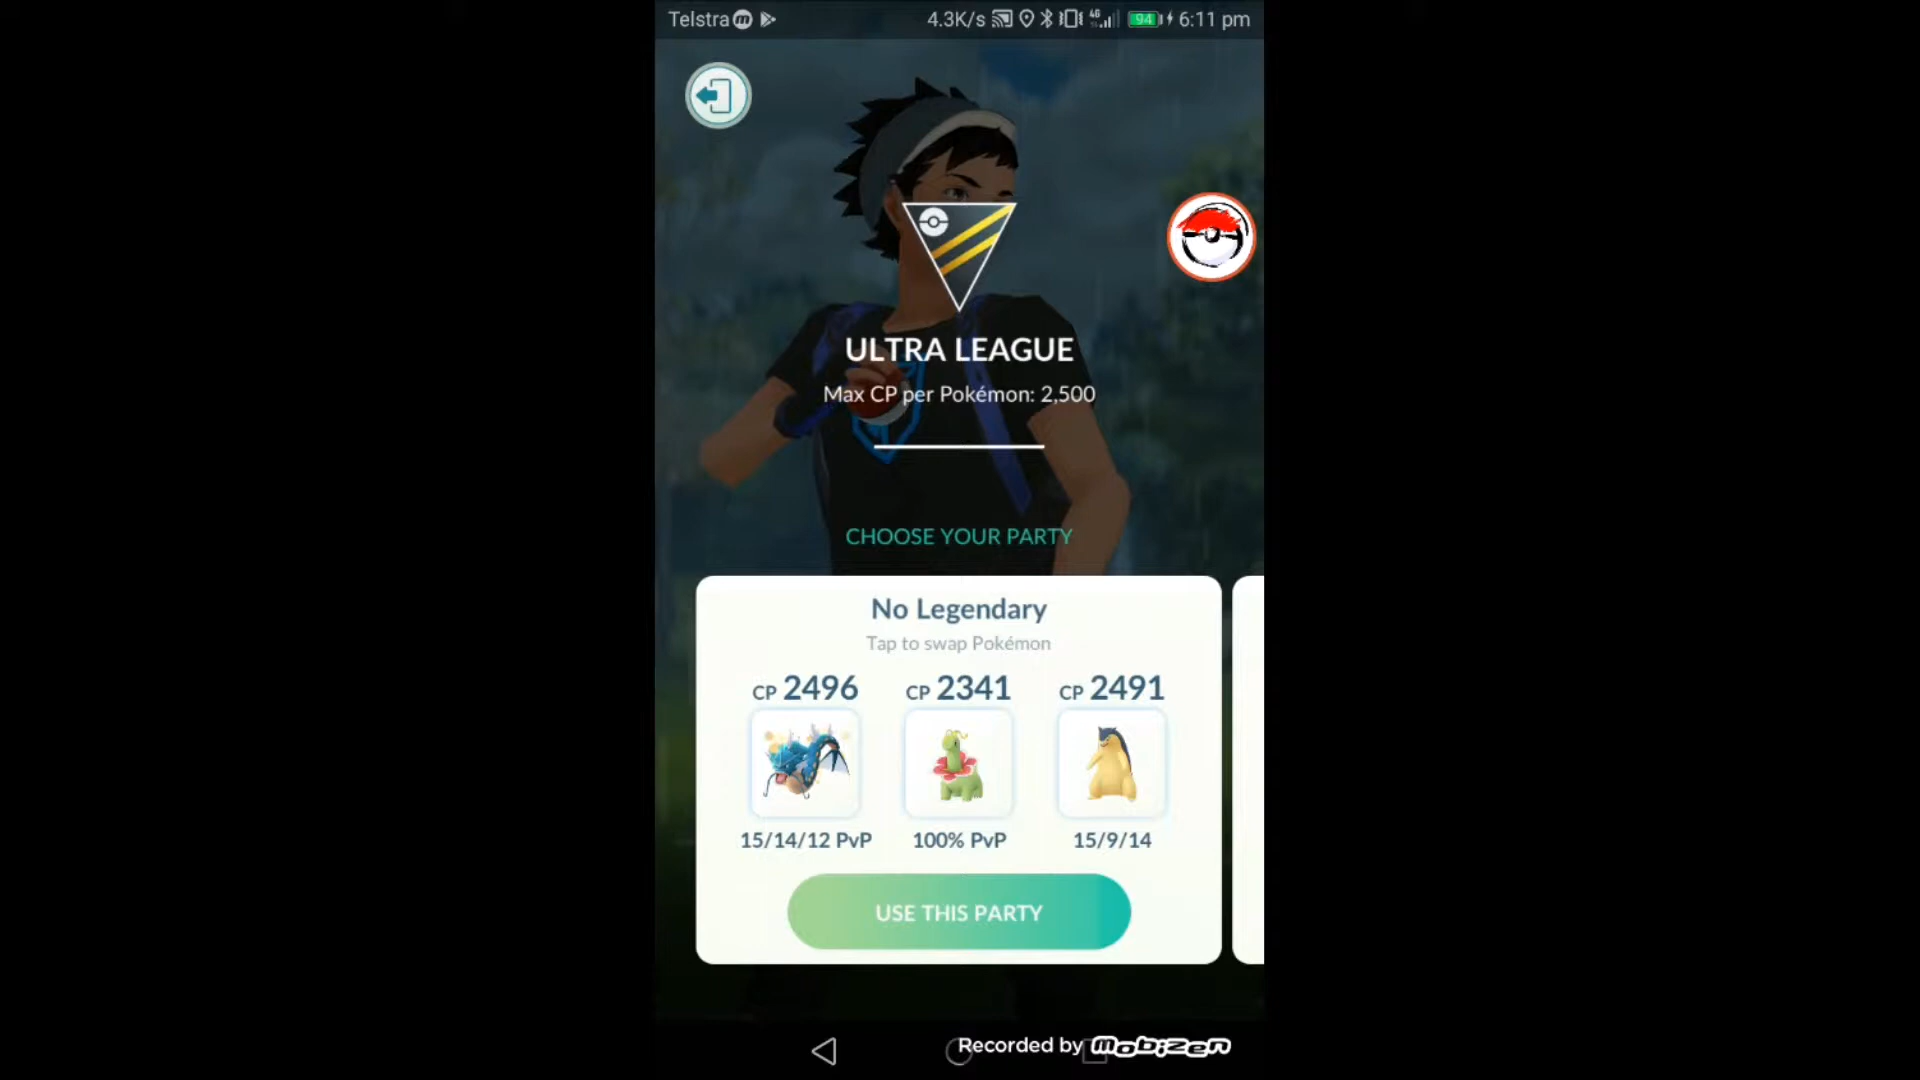 Telstra 4.3K/s 4G 94 6:11 pm
ULTRA LEAGUE
Max CP per Pokémon: 2,500
CHOOSE YOUR PARTY
No Legendary
Tap to swap Pokémon
CP 2496 CP 2341 CP 2491
15/14/12 PvP 100% PvP 15/9/14
USE THIS PARTY
Recorded by Mobizen